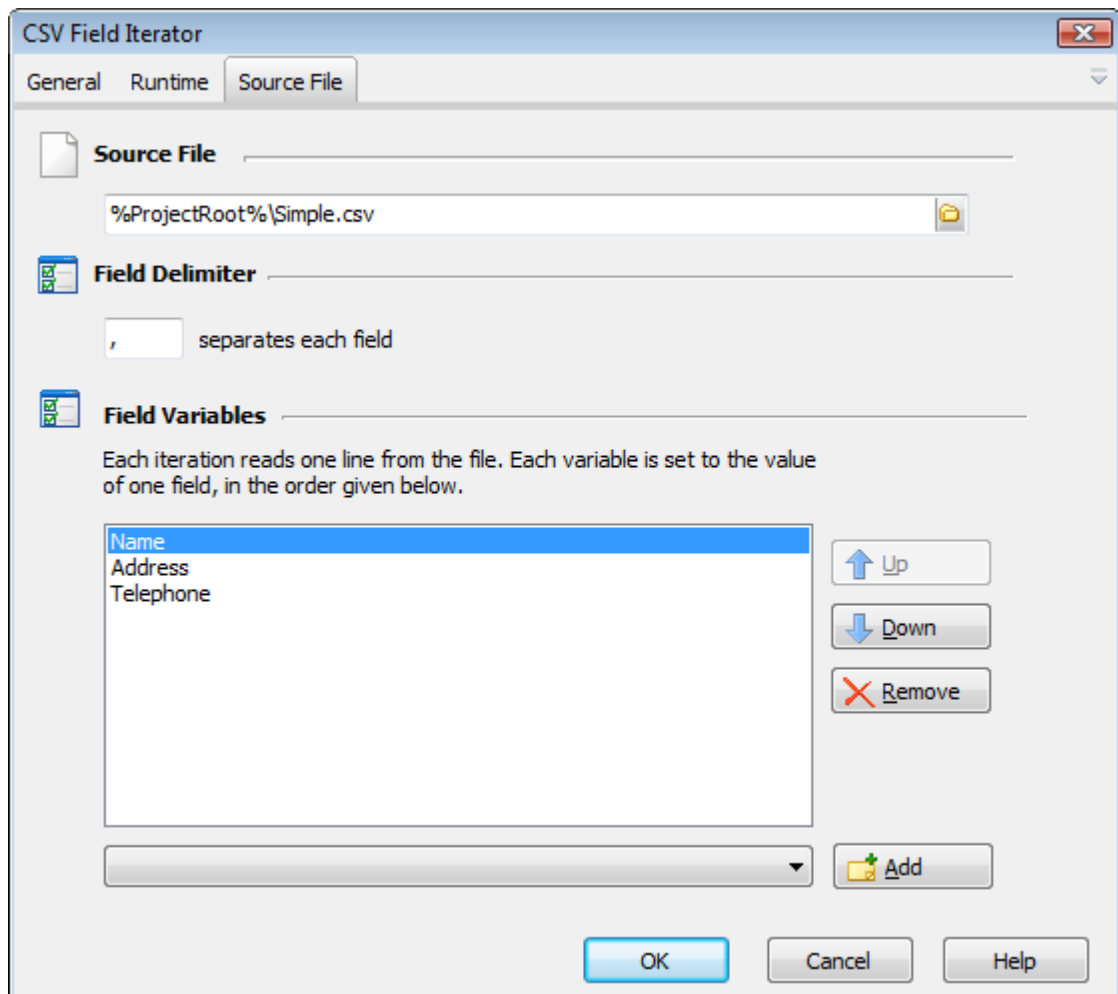 CSV Field Iterator
General Runtime Source File
Source File
%ProjectRoot%\Simple.csv
Field Delimiter
, separates each field
Field Variables
Each iteration reads one line from the file. Each variable is set to the value
of one field, in the order given below.
Name
Address
Telephone
Up
Down
Remove
Add
OK Cancel Help